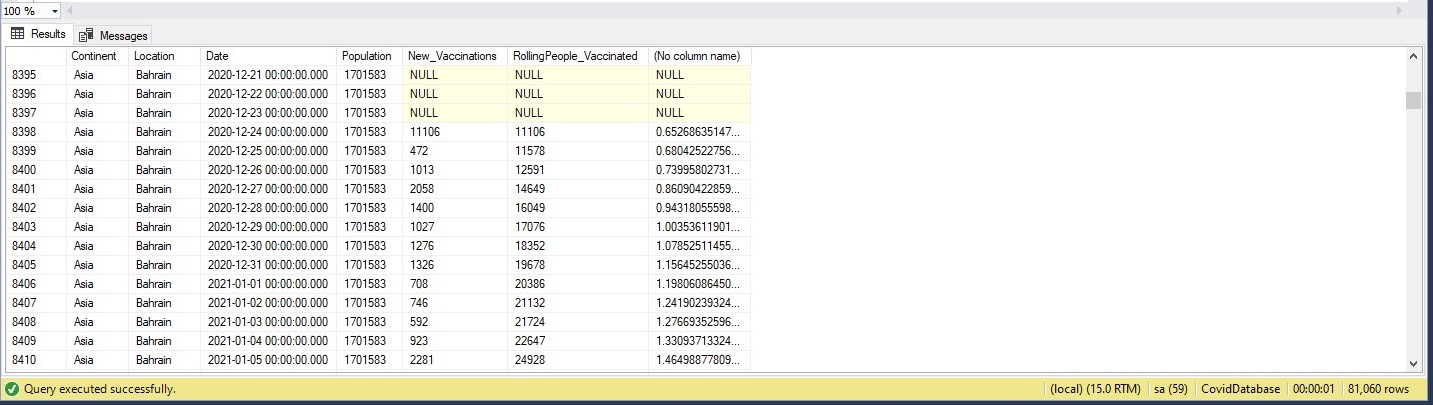 100 %
Results Messages
Continent Location Date Population New_Vaccinations RollingPeople_Vaccinated (No column name)
8395 Asia Bahrain 2020-12-21 00:00:00.000 1701583 NULL NULL NULL
8396 Asia Bahrain 2020-12-22 00:00:00.000 1701583 NULL NULL NULL
8397 Asia Bahrain 2020-12-23 00:00:00.000 1701583 NULL NULL NULL
8398 Asia Bahrain 2020-12-24 00:00:00.000 1701583 11106 11106 0.65268635147...
8399 Asia Bahrain 2020-12-25 00:00:00.000 1701583 472 11578 0.68042522756...
8400 Asia Bahrain 2020-12-26 00:00:00.000 1701583 1013 12591 0.73995802731...
8401 Asia Bahrain 2020-12-27 00:00:00.000 1701583 2058 14649 0.86090422859...
8402 Asia Bahrain 2020-12-28 00:00:00.000 1701583 1400 16049 0.94318055598...
8403 Asia Bahrain 2020-12-29 00:00:00.000 1701583 1027 17076 1.00353611901...
8404 Asia Bahrain 2020-12-30 00:00:00.000 1701583 1276 18352 1.07852511455...
8405 Asia Bahrain 2020-12-31 00:00:00.000 1701583 1326 19678 1.15645255036...
8406 Asia Bahrain 2021-01-01 00:00:00.000 1701583 708 20386 1.19806086450...
8407 Asia Bahrain 2021-01-02 00:00:00.000 1701583 746 21132 1.24190239324...
8408 Asia Bahrain 2021-01-03 00:00:00.000 1701583 592 21724 1.27669352596...
8409 Asia Bahrain 2021-01-04 00:00:00.000 1701583 923 22647 1.33093713324...
8410 Asia Bahrain 2021-01-05 00:00:00.000 1701583 2281 24928 1.46498877809...
Query executed successfully. (local) (15.0 RTM) sa (59) CovidDatabase 00:00:01 81,060 rows